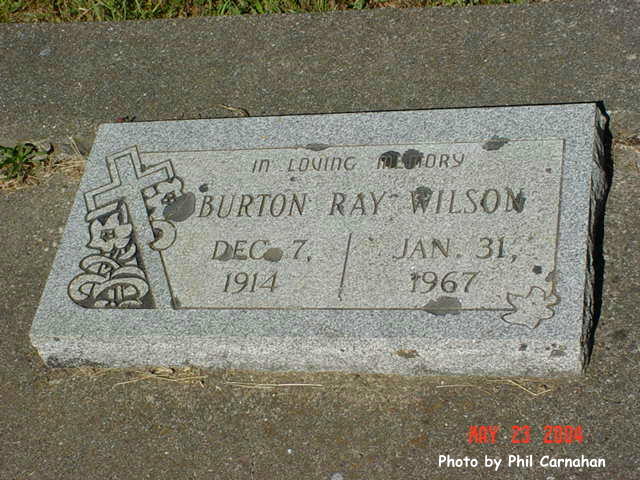 IN LOVING MEMORY
BURTON RAY WILSON
DEC. 7, JAN. 31,
1914 1967
MAY 23 2004
Photo by Phil Carnahan